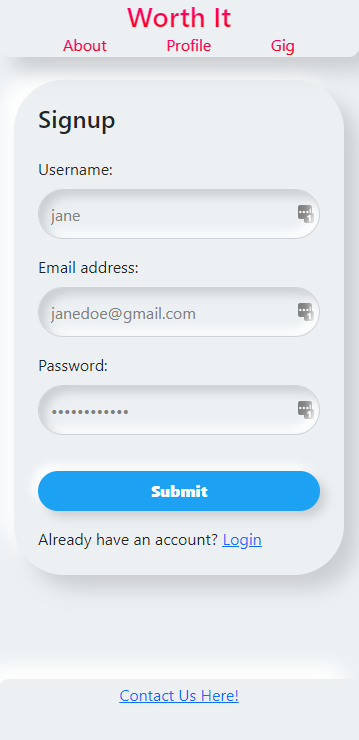 Worth It
About Profile Gig
Signup
Username:
jane
Email address:
janedoe@gmail.com
Password:
••••••••••••
Submit
Already have an account? Login
Contact Us Here!